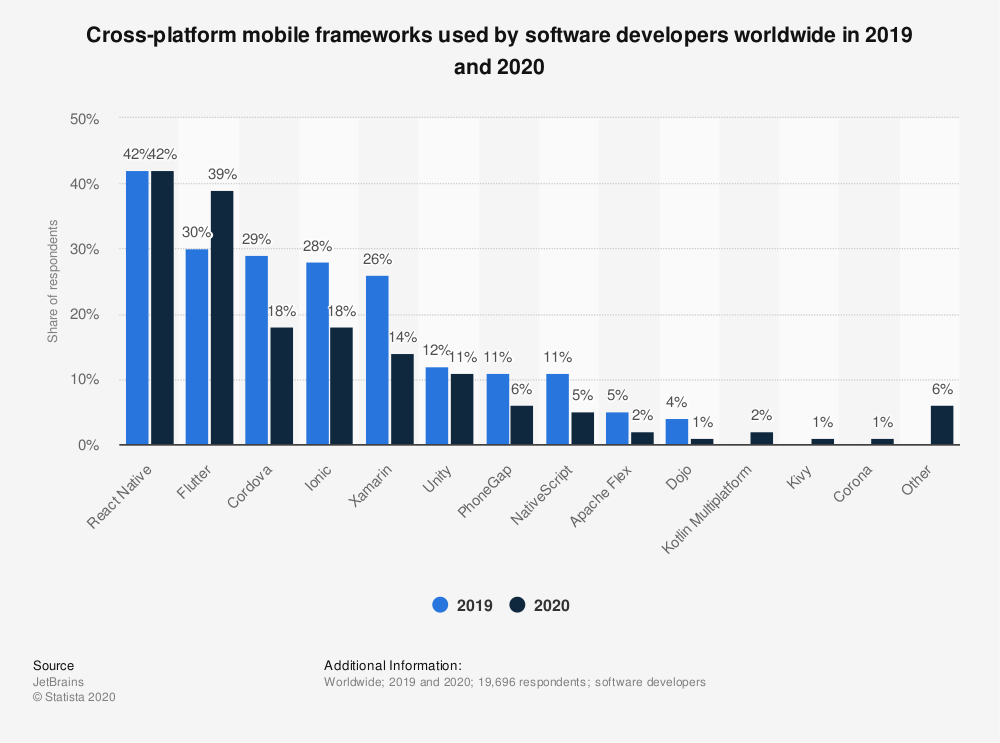 Cross-platform mobile frameworks used by software developers worldwide in 2019
and 2020
50%
40%
30%
20%
10%
0%
Share of respondents
42% 42%
30% 39%
29% 18%
28% 18%
26% 14%
12% 11%
11% 6%
11% 5%
5% 2%
4% 1%
2%
1%
1%
6%
React Native
Flutter
Cordova
Ionic
Xamarin
Unity
PhoneGap
NativeScript
Apache Flex
Dojo
Kotlin Multiplatform
Kivy
Corona
Other
2019 2020
Source
JetBrains
© Statista 2020
Additional Information:
Worldwide; 2019 and 2020; 19,696 respondents; software developers